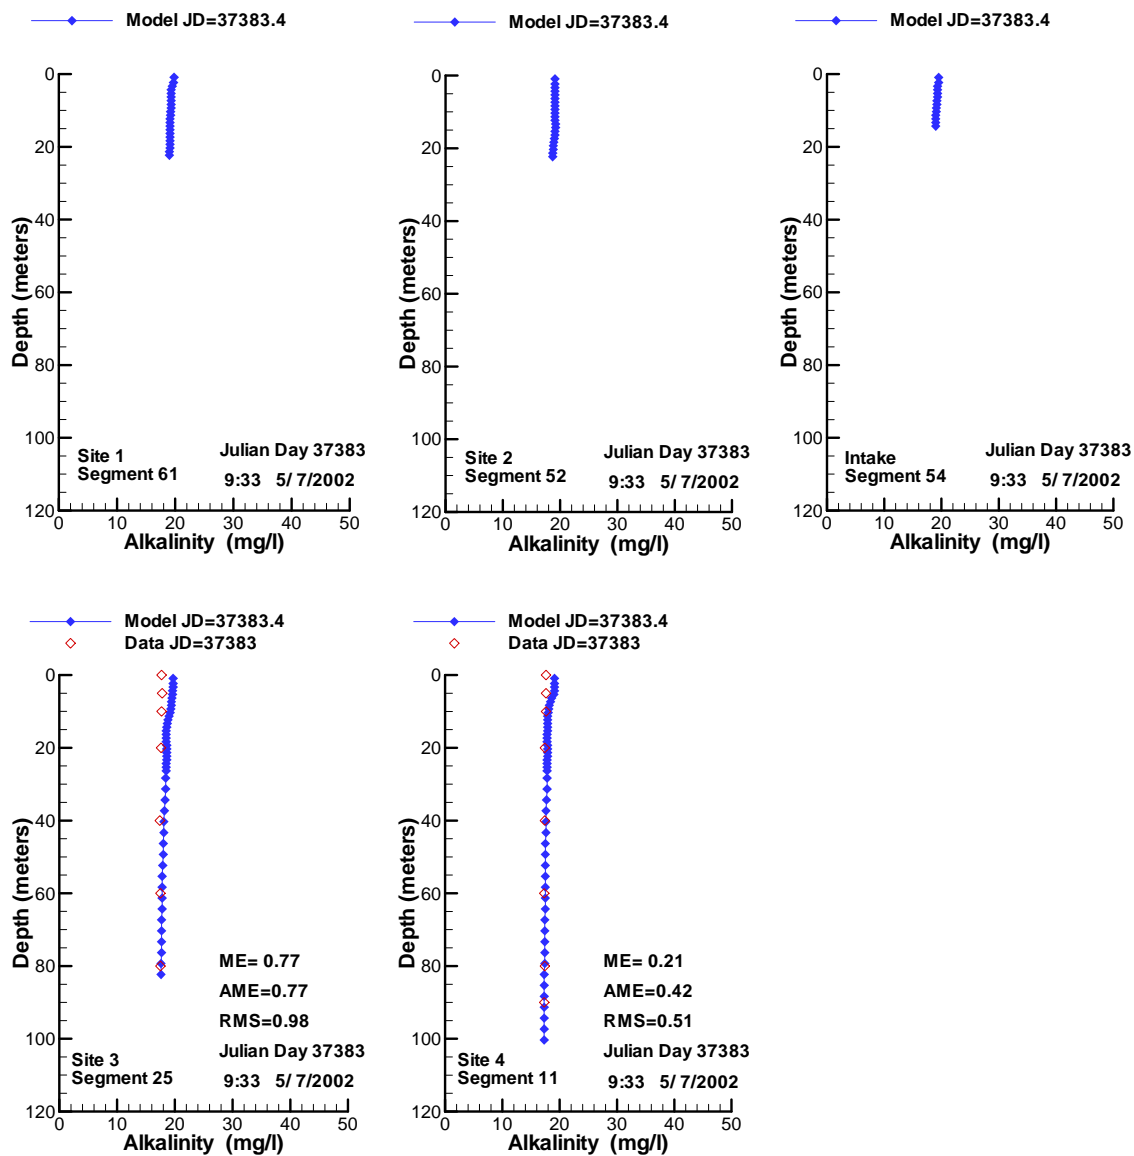 Model JD=37383.4
0
20
40
60
80
100
120
Depth (meters)
Site 1
Segment 61
Julian Day 37383
9:33 5/ 7/2002
0 10 20 30 40 50
Alkalinity (mg/l)
Model JD=37383.4
0
20
40
60
80
100
120
Depth (meters)
Site 2
Segment 52
Julian Day 37383
9:33 5/ 7/2002
0 10 20 30 40 50
Alkalinity (mg/l)
Model JD=37383.4
0
20
40
60
80
100
120
Depth (meters)
Intake
Segment 54
Julian Day 37383
9:33 5/ 7/2002
0 10 20 30 40 50
Alkalinity (mg/l)
Model JD=37383.4
Data JD=37383
0
20
40
60
80
100
120
Depth (meters)
ME= 0.77
AME=0.77
RMS=0.98
Site 3
Segment 25
Julian Day 37383
9:33 5/ 7/2002
0 10 20 30 40 50
Alkalinity (mg/l)
Model JD=37383.4
Data JD=37383
0
20
40
60
80
100
120
Depth (meters)
ME= 0.21
AME=0.42
RMS=0.51
Site 4
Segment 11
Julian Day 37383
9:33 5/ 7/2002
0 10 20 30 40 50
Alkalinity (mg/l)